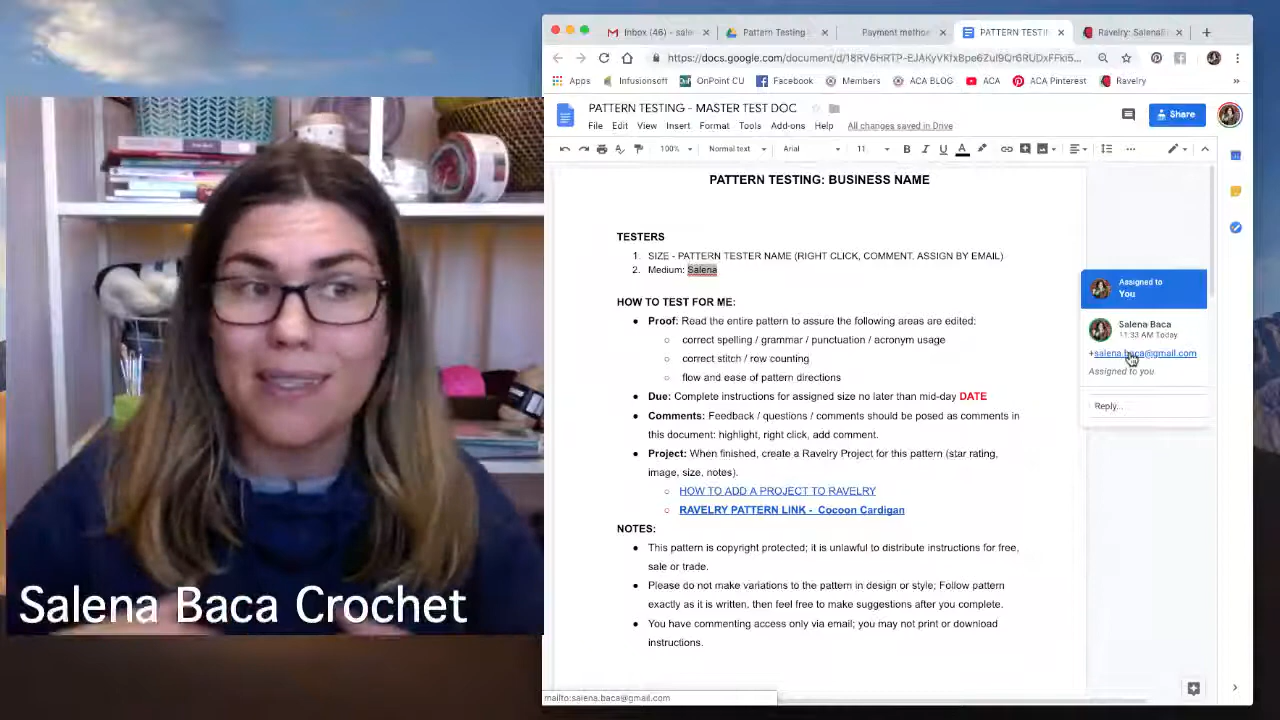 Inbox (46) - sale
Pattern Testing
Payment metho
PATTERN TESTI
Ravelry: Salena
Apps
Infusionsoft
OnPoint CU
Facebook
Members
ACA BLOG
ACA
ACA Pinterest
Ravelry
PATTERN TESTING - MASTER TEST DOC
Share
File Edit View Insert Format Tools Add-ons Help All changes saved in Drive
100% Normal text Arial 11
PATTERN TESTING: BUSINESS NAME
TESTERS
1. SIZE - PATTERN TESTER NAME (RIGHT CLICK, COMMENT, ASSIGN BY EMAIL)
2. Medium: Salena
Assigned to
You
Salena Baca
11:33 AM Today
+salena.baca@gmail.com
Assigned to you
Reply...
HOW TO TEST FOR ME:
● Proof: Read the entire pattern to assure the following areas are edited:
○ correct spelling / grammar / punctuation / acronym usage
○ correct stitch / row counting
○ flow and ease of pattern directions
● Due: Complete instructions for assigned size no later than mid-day DATE
● Comments: Feedback / questions / comments should be posed as comments in
this document: highlight, right click, add comment.
● Project: When finished, create a Ravelry Project for this pattern (star rating,
image, size, notes).
○ HOW TO ADD A PROJECT TO RAVELRY
○ RAVELRY PATTERN LINK - Cocoon Cardigan
NOTES:
● This pattern is copyright protected; it is unlawful to distribute instructions for free,
sale or trade.
● Please do not make variations to the pattern in design or style; Follow pattern
exactly as it is written, then feel free to make suggestions after you complete.
● You have commenting access only via email; you may not print or download
instructions.
mailto:salena.baca@gmail.com
Salena Baca Crochet